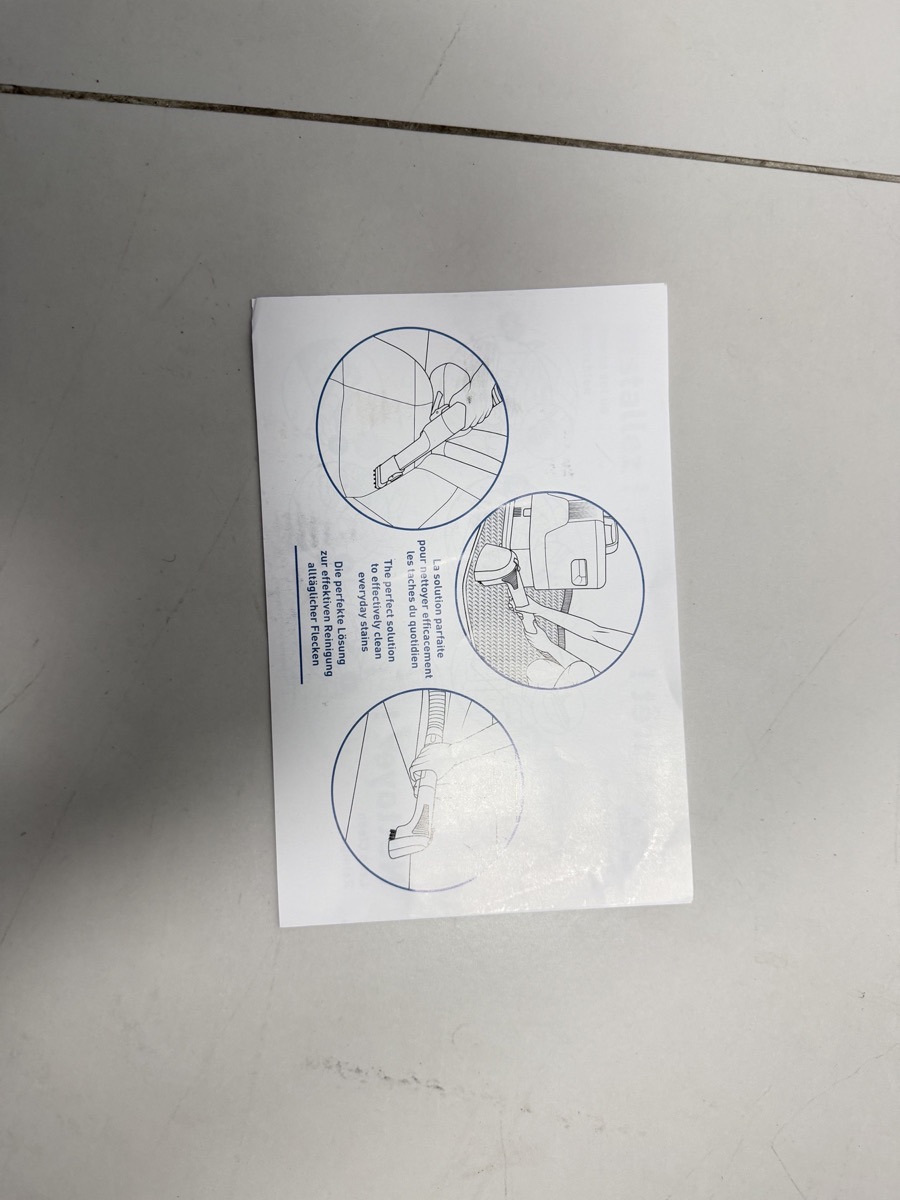 La solution parfaite
pour nettoyer efficacement
les taches du quotidien
The perfect solution
to effectively clean
everyday stains
Die perfekte Lösung
zur effektiven Reinigung
alltäglicher Flecken